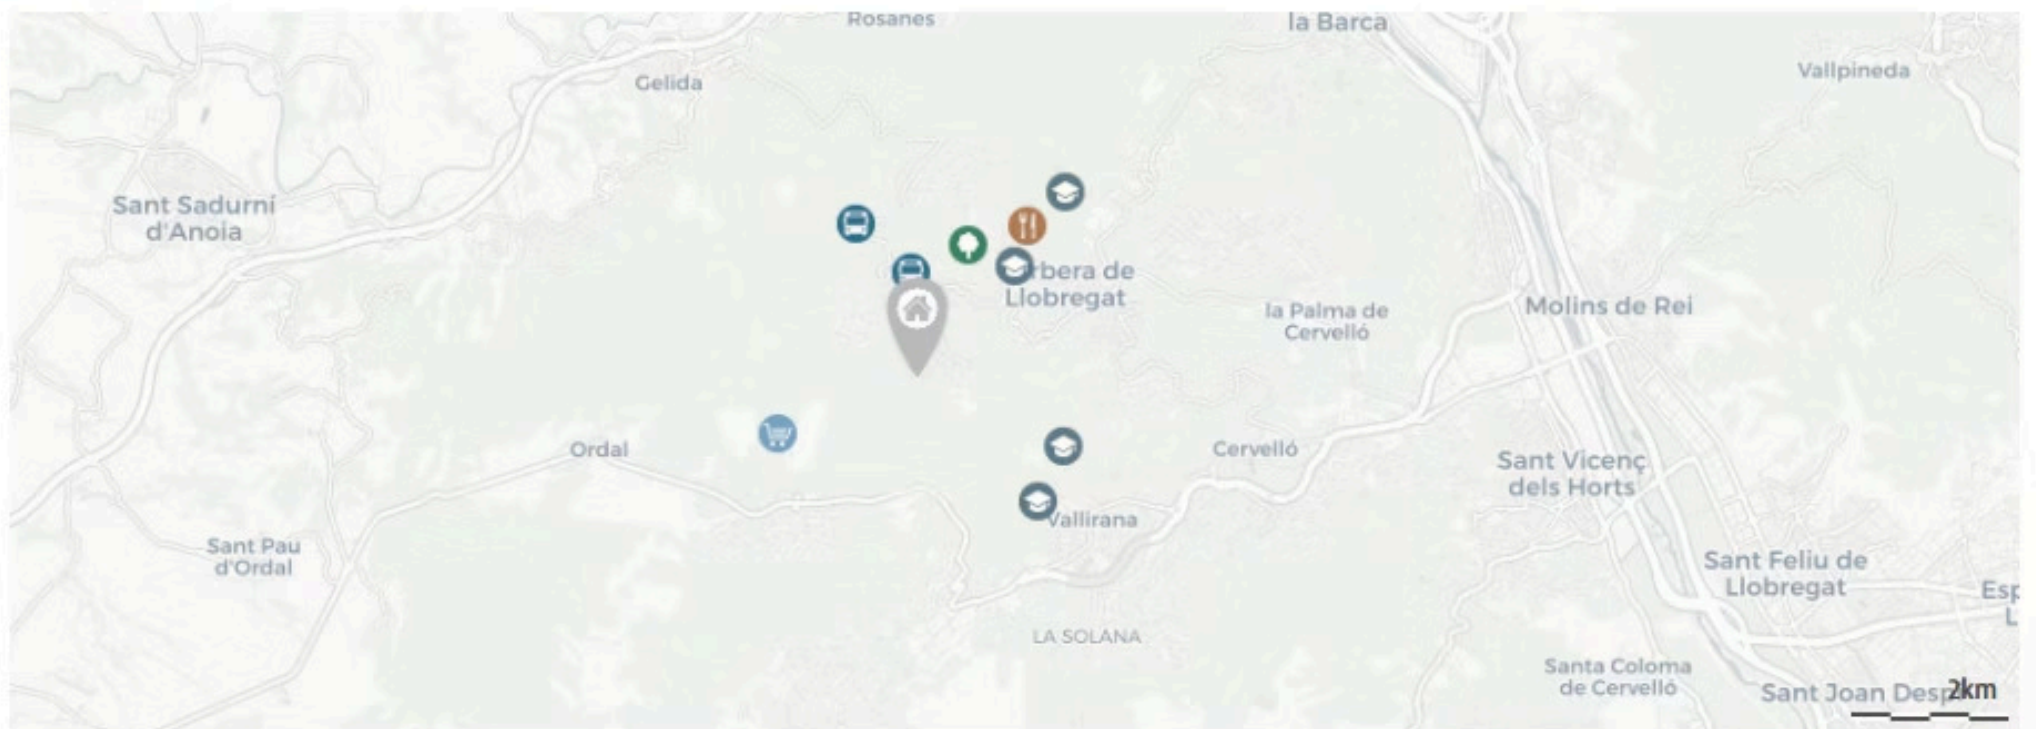 Rosanes
la Barca
Gelida
Vallpineda
Sant Sadurní
d'Anoia
rbera de
Llobregat
la Palma de
Cervelló
Molins de Rei
Ordal
Cervelló
Sant Vicenç
dels Horts
Vallirana
Sant Pau
d'Ordal
Sant Feliu de
Llobregat
Esp
L
LA SOLANA
Santa Coloma
de Cervelló
Sant Joan Desp
2km